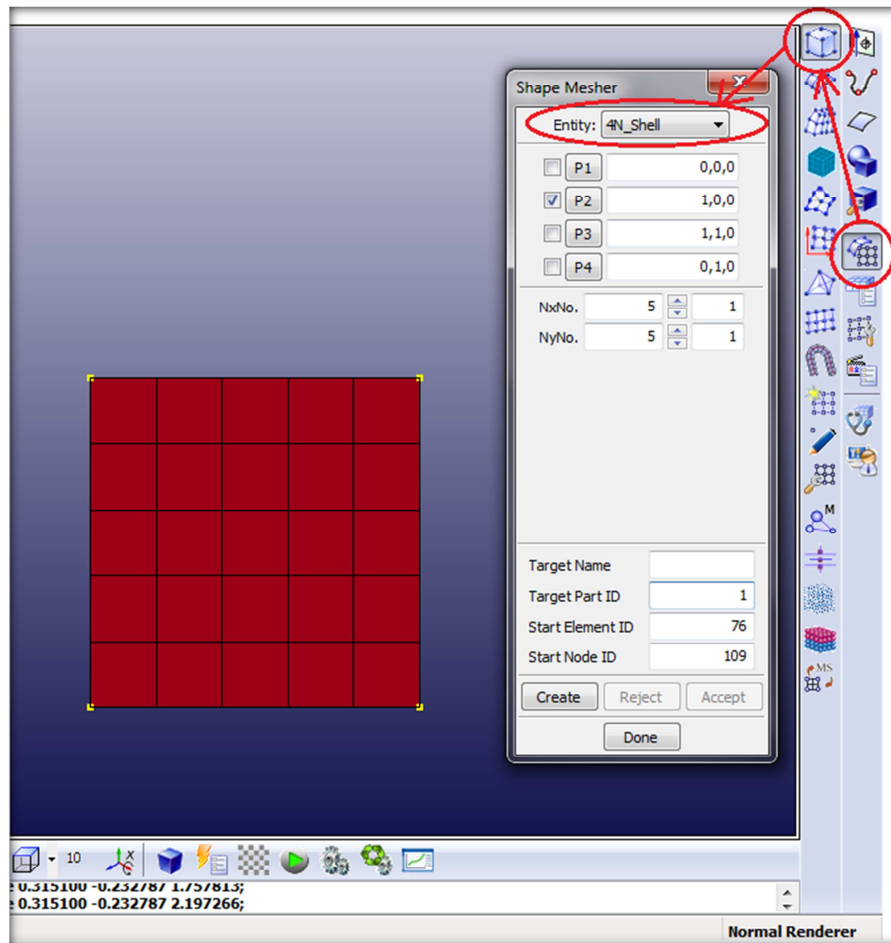 Shape Mesher
Entity: 4N_Shell
P1 0,0,0
P2 1,0,0
P3 1,1,0
P4 0,1,0
NxNo. 5 1
NyNo. 5 1
Target Name
Target Part ID 1
Start Element ID 76
Start Node ID 109
Create Reject Accept
Done
M
MS
10
X
e 0.315100 -0.232787 1.757813;
e 0.315100 -0.232787 2.197266;
Normal Renderer